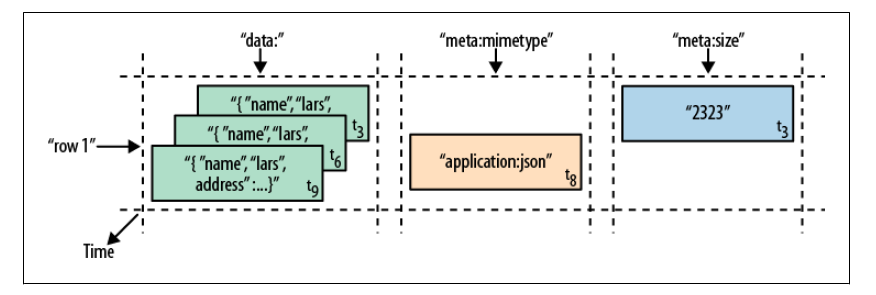 “data:” “meta:mimetype” “meta:size”
“{ ”name”, “lars”,
t3
“2323”
t3
“row 1”
“{ ”name”, “lars”,
t6
“{ ”name”, “lars”,
address” :...}”
t9
“application:json”
t8
Time